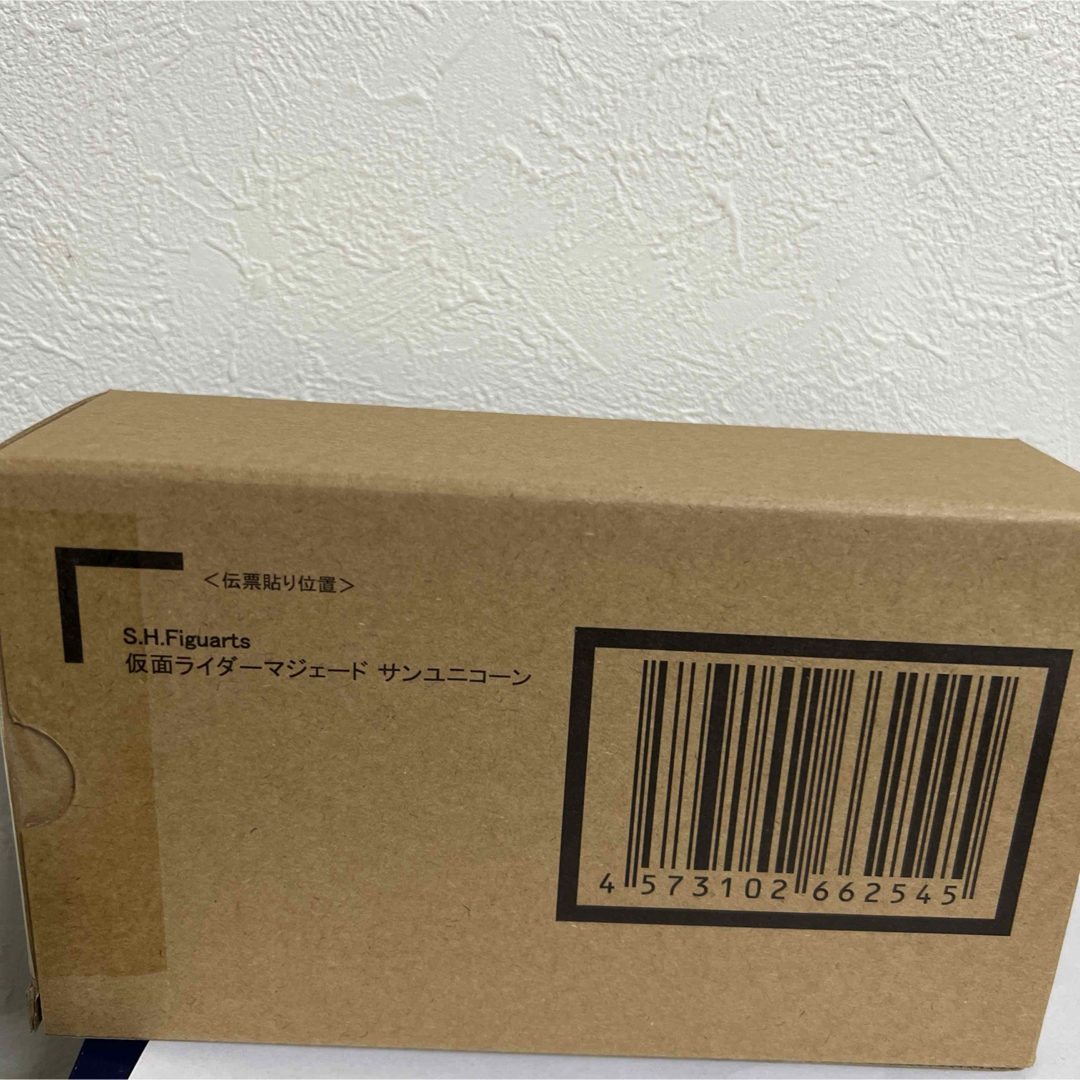 <伝票貼り位置>
S.H.Figuarts
仮面ライダーマジェード サンユニコーン
4 573102 662545